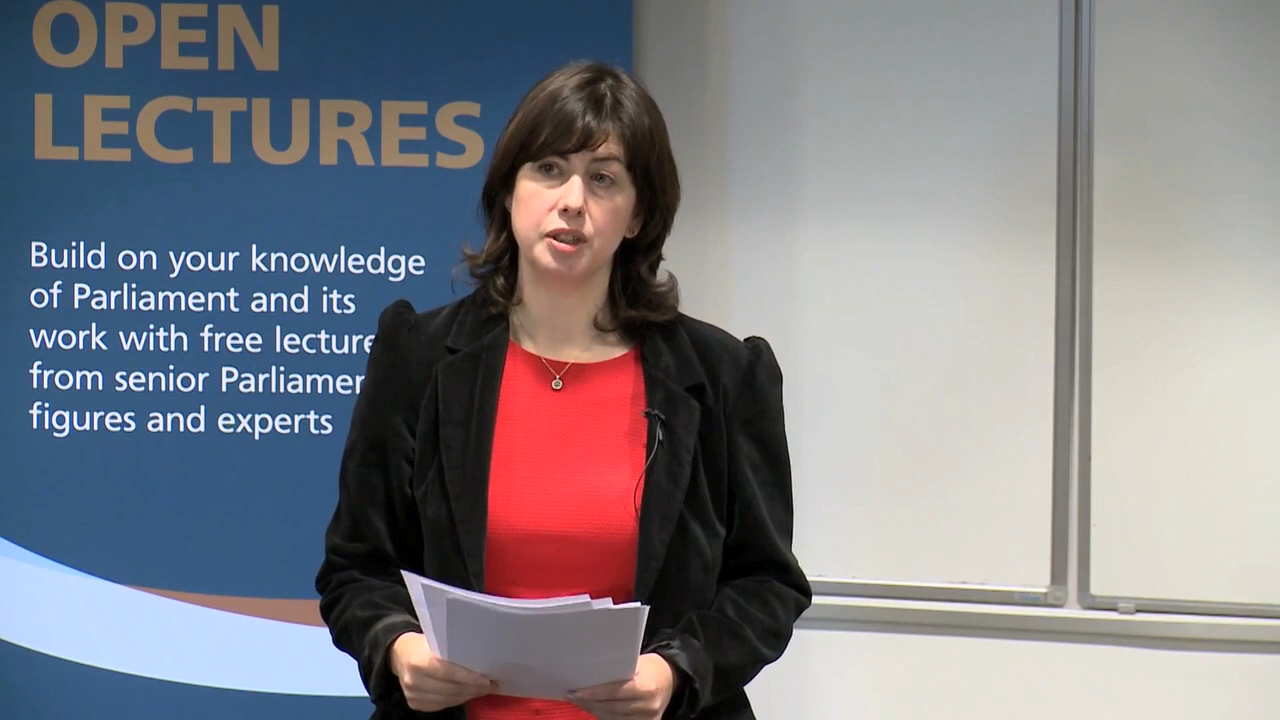 OPEN
LECTURES
Build on your knowledge
of Parliament and its
work with free lecture
from senior Parliamen
figures and experts